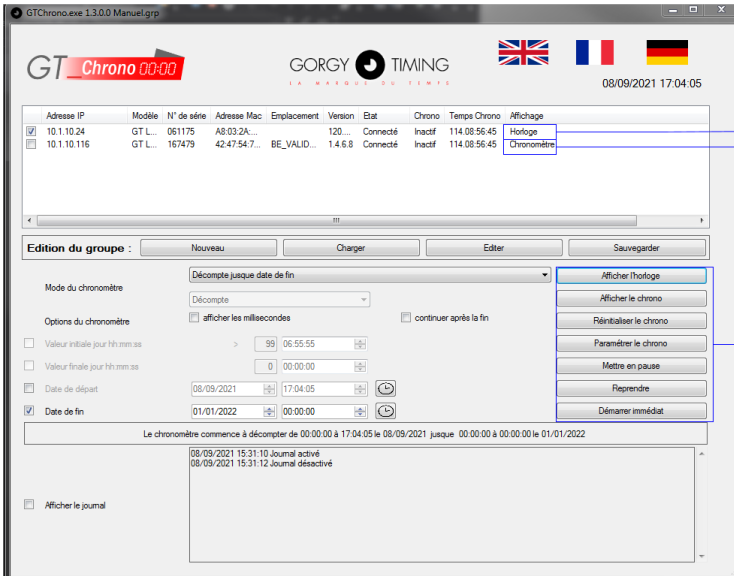 GTChrono.exe 1.3.0.0 Manuel.grp
GT_Chrono 00:00
GORGY TIMING
LA MARQUE DU TEMPS
08/09/2021 17:04:05
Adresse IP Modèle N° de série Adresse Mac Emplacement Version Etat Chrono Temps Chrono Affichage
10.1.10.24 GT L... 061175 A8:03:2A:... 120.... Connecté Inactif 114.08:56:45 Horloge
10.1.10.116 GT L... 167479 42:47:54:7... BE_VALID... 1.4.6.8 Connecté Inactif 114.08:56:45 Chronomètre
Edition du groupe : Nouveau Charger Editer Sauvegarder
Mode du chronomètre Décompte jusque date de fin Afficher l'horloge
Décompte Afficher le chrono
Options du chronomètre afficher les millisecondes continuer après la fin Réinitialiser le chrono
Valeur initiale jour hh:mm:ss > 99 06:55:55 Paramétrer le chrono
Valeur finale jour hh:mm:ss 0 00:00:00 Mettre en pause
Date de départ 08/09/2021 17:04:05 Reprendre
Date de fin 01/01/2022 00:00:00 Démarrer immédiat
Le chronomètre commence à décompter de 00:00:00 à 17:04:05 le 08/09/2021 jusque 00:00:00 à 00:00:00 le 01/01/2022
08/09/2021 15:31:10 Journal activé
08/09/2021 15:31:12 Journal désactivé
Afficher le journal